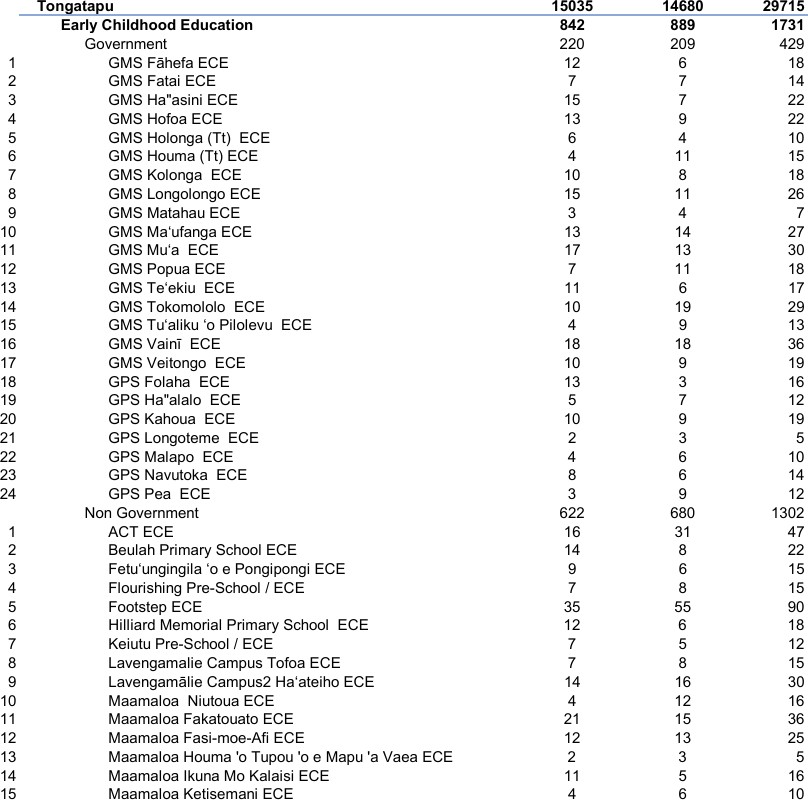 Tongatapu 15035 14680 29715
Early Childhood Education 842 889 1731
Government 220 209 429
1 GMS Fāhefa ECE 12 6 18
2 GMS Fatai ECE 7 7 14
3 GMS Ha"asini ECE 15 7 22
4 GMS Hofoa ECE 13 9 22
5 GMS Holonga (Tt) ECE 6 4 10
6 GMS Houma (Tt) ECE 4 11 15
7 GMS Kolonga ECE 10 8 18
8 GMS Longolongo ECE 15 11 26
9 GMS Matahau ECE 3 4 7
10 GMS Ma‘ufanga ECE 13 14 27
11 GMS Mu‘a ECE 17 13 30
12 GMS Popua ECE 7 11 18
13 GMS Te‘ekiu ECE 11 6 17
14 GMS Tokomololo ECE 10 19 29
15 GMS Tu‘aliku ‘o Pilolevu ECE 4 9 13
16 GMS Vainī ECE 18 18 36
17 GMS Veitongo ECE 10 9 19
18 GPS Folaha ECE 13 3 16
19 GPS Ha"alalo ECE 5 7 12
20 GPS Kahoua ECE 10 9 19
21 GPS Longoteme ECE 2 3 5
22 GPS Malapo ECE 4 6 10
23 GPS Navutoka ECE 8 6 14
24 GPS Pea ECE 3 9 12
Non Government 622 680 1302
1 ACT ECE 16 31 47
2 Beulah Primary School ECE 14 8 22
3 Fetu‘ungingila ‘o e Pongipongi ECE 9 6 15
4 Flourishing Pre-School / ECE 7 8 15
5 Footstep ECE 35 55 90
6 Hilliard Memorial Primary School ECE 12 6 18
7 Keiutu Pre-School / ECE 7 5 12
8 Lavengamalie Campus Tofoa ECE 7 8 15
9 Lavengamālie Campus2 Ha‘ateiho ECE 14 16 30
10 Maamaloa Niutoua ECE 4 12 16
11 Maamaloa Fakatouato ECE 21 15 36
12 Maamaloa Fasi-moe-Afi ECE 12 13 25
13 Maamaloa Houma 'o Tupou 'o e Mapu 'a Vaea ECE 2 3 5
14 Maamaloa Ikuna Mo Kalaisi ECE 11 5 16
15 Maamaloa Ketisemani ECE 4 6 10